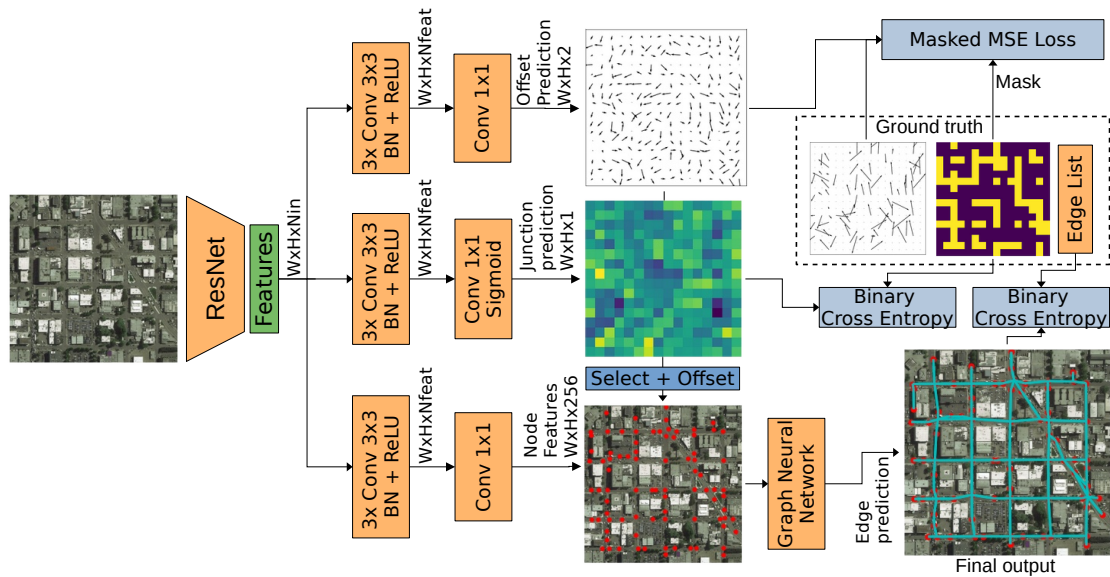 ResNet
Features
WxHxNin
3x Conv 3x3
BN + ReLU
WxHxNfeat
Conv 1x1
Offset
Prediction
WxHx2
3x Conv 3x3
BN + ReLU
WxHxNfeat
Conv 1x1
Sigmoid
Junction
prediction
WxHx1
3x Conv 3x3
BN + ReLU
WxHxNfeat
Conv 1x1
Node
Features
WxHx256
Select + Offset
Graph Neural
Network
Edge
prediction
Masked MSE Loss
Mask
Ground truth
Edge List
Binary
Cross Entropy
Binary
Cross Entropy
Final output